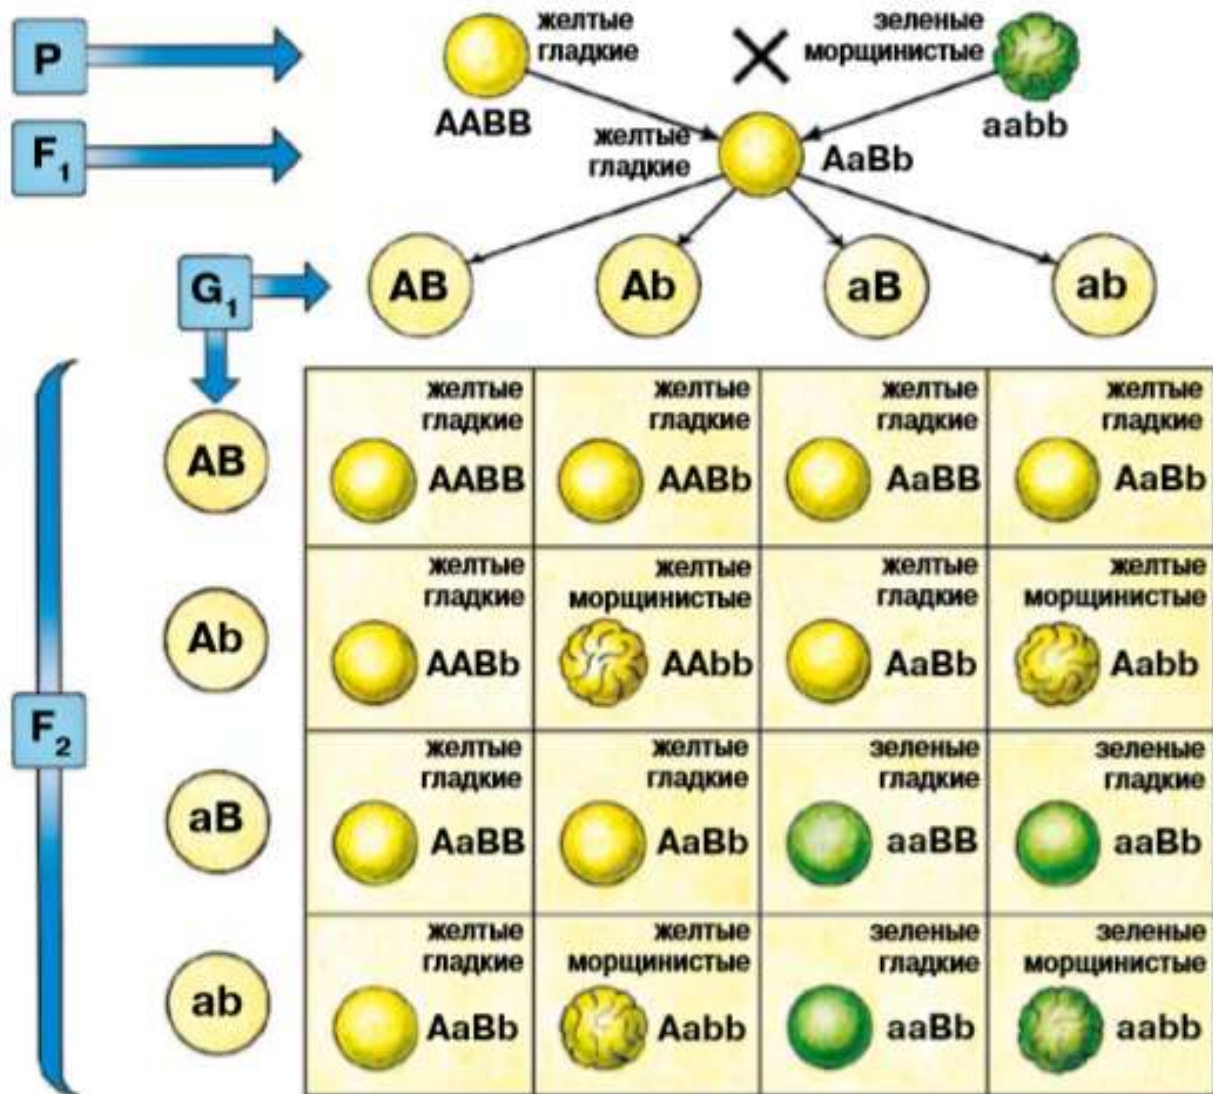 P
желтые
гладкие
зеленые
морщинистые
AABB
aabb
F1
желтые
гладкие
AaBb
G1
AB
Ab
aB
ab
F2
AB
желтые
гладкие
AABB
желтые
гладкие
AABb
желтые
гладкие
AaBB
желтые
гладкие
AaBb
Ab
желтые
гладкие
AABb
желтые
морщинистые
AAbb
желтые
гладкие
AaBb
желтые
морщинистые
Aabb
aB
желтые
гладкие
AaBB
желтые
гладкие
AaBb
зеленые
гладкие
aaBB
зеленые
гладкие
aaBb
ab
желтые
гладкие
AaBb
желтые
морщинистые
Aabb
зеленые
гладкие
aaBb
зеленые
морщинистые
aabb